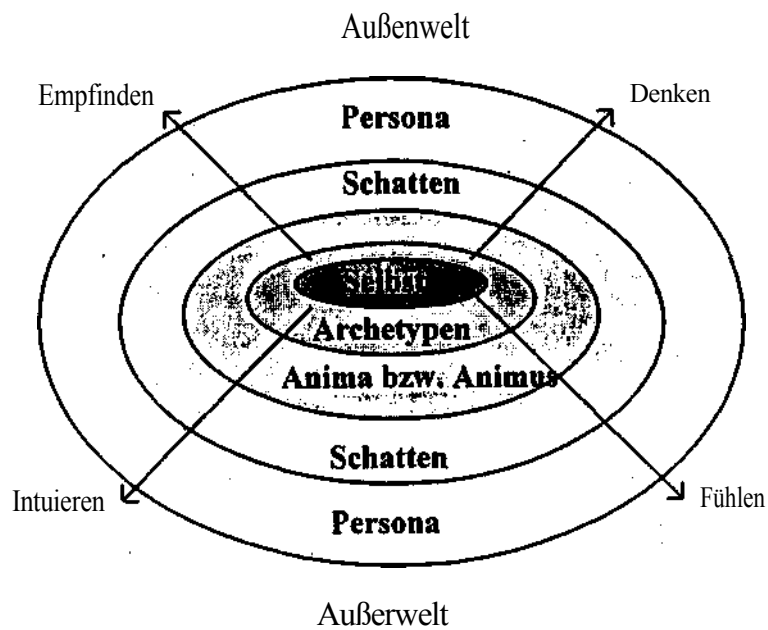 Außenwelt
Empfinden
Denken
Persona
Schatten
Selbst
Archetypen
Anima bzw. Animus
Schatten
Intuieren
Fühlen
Persona
Außerwelt